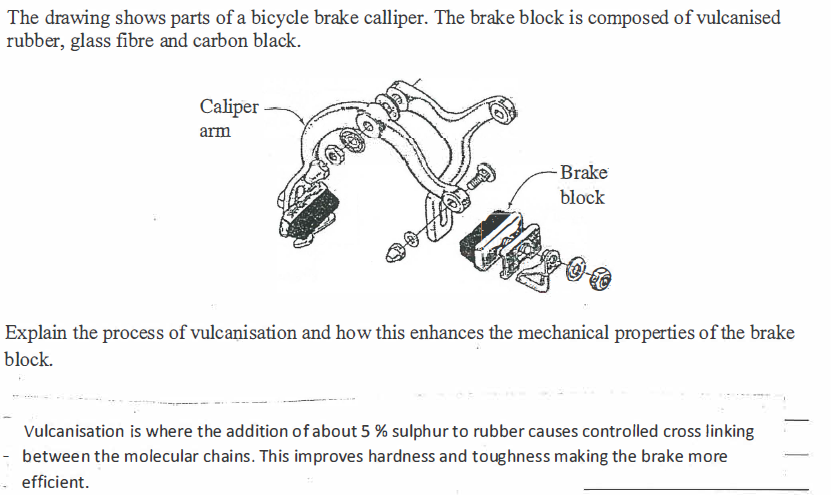 The drawing shows parts of a bicycle brake calliper. The brake block is composed of vulcanised
rubber, glass fibre and carbon black.
Caliper
arm
Brake
block
Explain the process of vulcanisation and how this enhances the mechanical properties of the brake
block.
Vulcanisation is where the addition of about 5 % sulphur to rubber causes controlled cross linking
between the molecular chains. This improves hardness and toughness making the brake more
efficient.